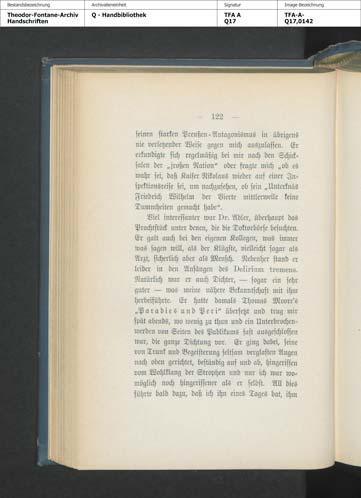 Bestandsbezeichnung
Archivalieneinheit
Signatur
Image-Bezeichnung
Theodor-Fontane-Archiv
Handschriften
Q - Handbibliothek
TFA A
Q17
TFA-A-
Q17,0142
— 122 —
seinen starken Preußen-Antagonismus in übrigens
nie verletzender Weise gegen mich auszulassen. Er
erkundigte sich regelmäßig bei mir nach den Schick-
salen der „jroßen Nation“ oder fragte mich „ob es
wahr sei, daß Kaiser Nikolaus wieder auf einer In-
spektionsreise sei, um nachzusehen, ob sein „Unterknäs
Friedrich Wilhelm der Vierte mittlerweile keine
Dummheiten gemacht habe“.
Viel interessanter war Dr. Adler, überhaupt das
Prachtstück unter denen, die die Doktorbörse besuchten.
Er galt auch bei den eigenen Kollegen, was immer
was sagen will, als der Klügste, vielleicht sogar als
Arzt, sicherlich aber als Mensch. Nebenher stand er
leider in den Anfängen des Delirium tremens.
Natürlich war er auch Dichter, — sogar ein sehr
guter — was meine nähere Bekanntschaft mit ihm
herbeiführte. Er hatte damals Thomas Moore's
„Paradies und Peri“ übersetzt und trug mir
spät abends, wo wenig zu thun und ein Unterbrochen-
werden von Seiten des Publikums fast ausgeschlossen
war, die ganze Dichtung vor. Er ging dabei, seine
von Trunk und Begeisterung seltsam verglasten Augen
nach oben gerichtet, beständig auf und ab, hingerissen
vom Wohlklang der Strophen und nur ich war wo-
möglich noch hingerissener als er selbst. All dies
führte bald dazu, daß ich ihn eines Tages bat, ihm